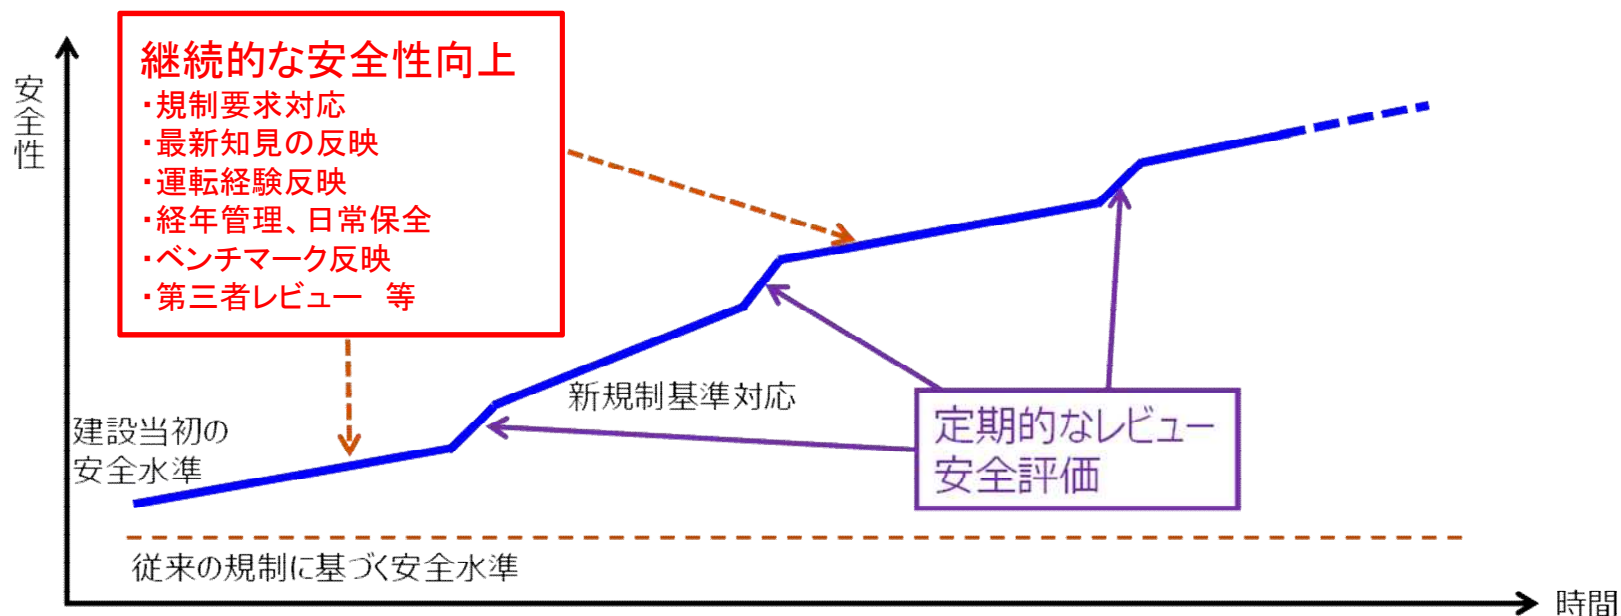 安全性
継続的な安全性向上
・規制要求対応
・最新知見の反映
・運転経験反映
・経年管理、日常保全
・ベンチマーク反映
・第三者レビュー　等
新規制基準対応
建設当初の
安全水準
定期的なレビュー
安全評価
従来の規制に基づく安全水準
時間